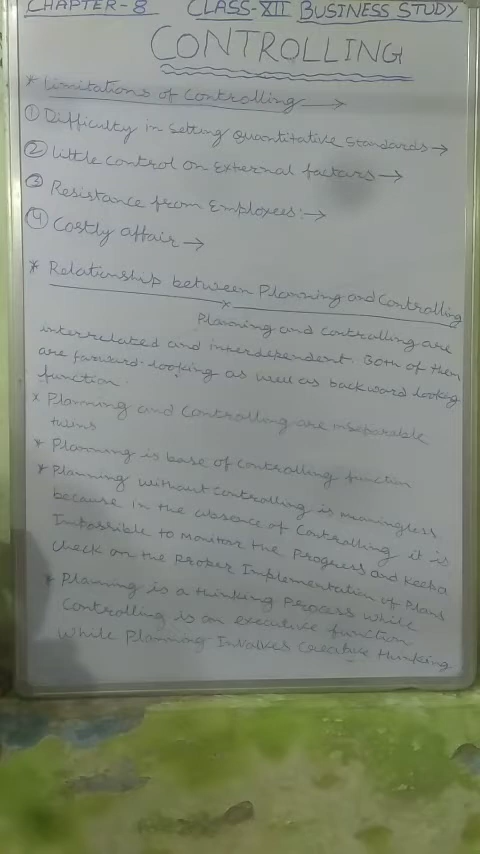 CHAPTER-8 CLASS-XII BUSINESS STUDY
CONTROLLING
* Limitations of Controlling →
① Difficulty in setting Quantitative standards →
② Little control on External factors →
③ Resistance from Employees:→
④ Costly affair →
* Relationship between Planning and Controlling
Planning and controlling are
interrelated and interdependent. Both of them
are farward-looking as well as backward looking
function.
* Planning and Controlling are inseparable
twins
* Planning is base of controlling function
* Planning without controlling is meaningless
because in the absence of Controlling it is
Impossible to monitor the Progress and keep a
check on the Proper Implementation of Plans
* Planning is a thinking Process while
Controlling is an executive function
While Planning Involves Creative thinking